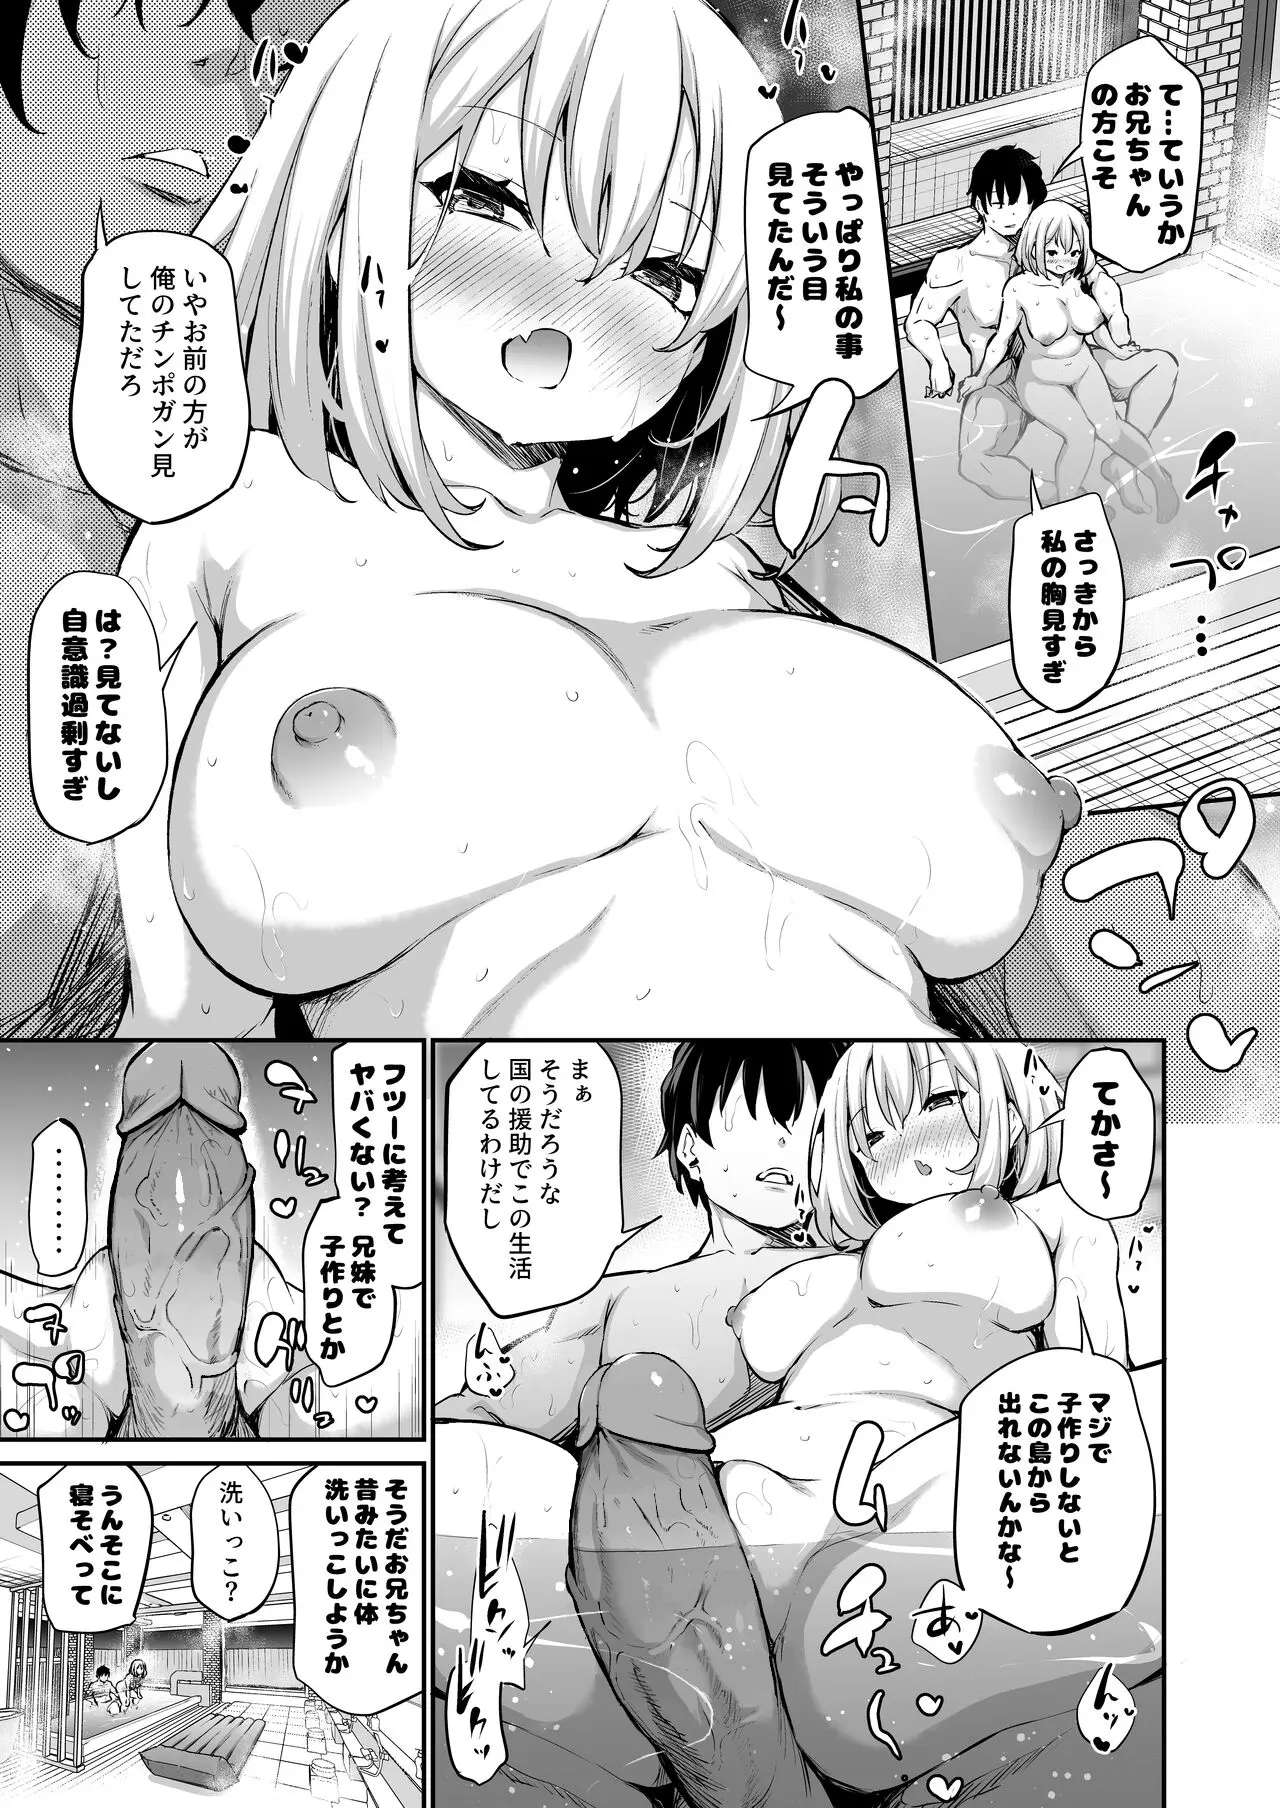 て…ていうか
お兄ちゃん
の方こそ
さっきから
私の胸見すぎ
チャプ…
やっぱり私の事
そういう目
見てたんだ～
いやお前の方が
俺のチンポガン見
してただろ
は？見てないし
自意識過剰すぎ
てかさ～
マジで
子作りしないと
この島から
出れないんかな～
まぁ
そうだろうな
国の援助でこの生活
してるわけだし
フツーに考えて
ヤバくない？兄妹で
子作りとか
………
そうだお兄ちゃん
昔みたいに体
洗いっこしようか
洗いっこ？
うんそこに
寝そべって